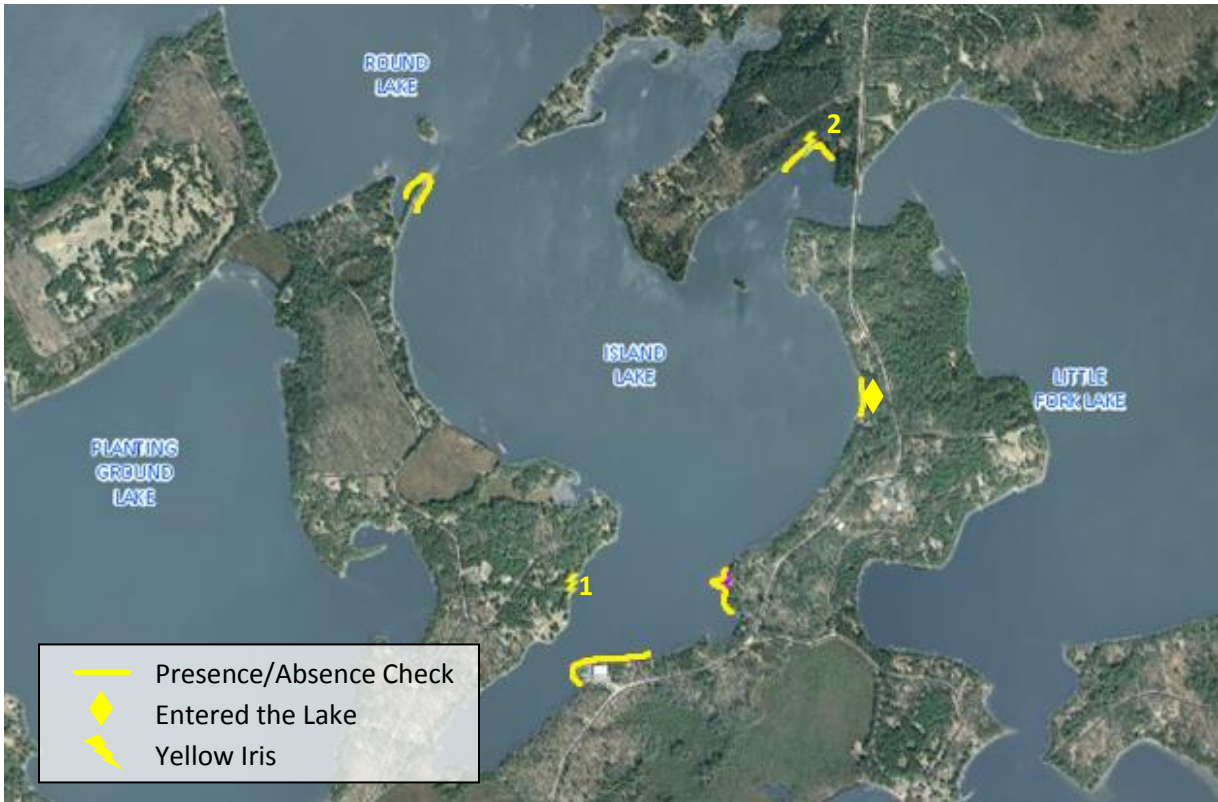 ROUND
LAKE
2
ISLAND
LAKE
LITTLE
FORK LAKE
PLANTING
GROUND
LAKE
1
Presence/Absence Check
Entered the Lake
Yellow Iris